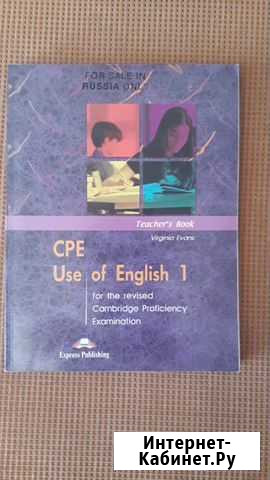 FOR SALE IN
RUSSIA ONLY
Teacher's Book
Virginia Evans
CPE
Use of English 1
for the revised
Cambridge Proficiency
Examination
Express Publishing
Интернет-
Кабинет.Ру